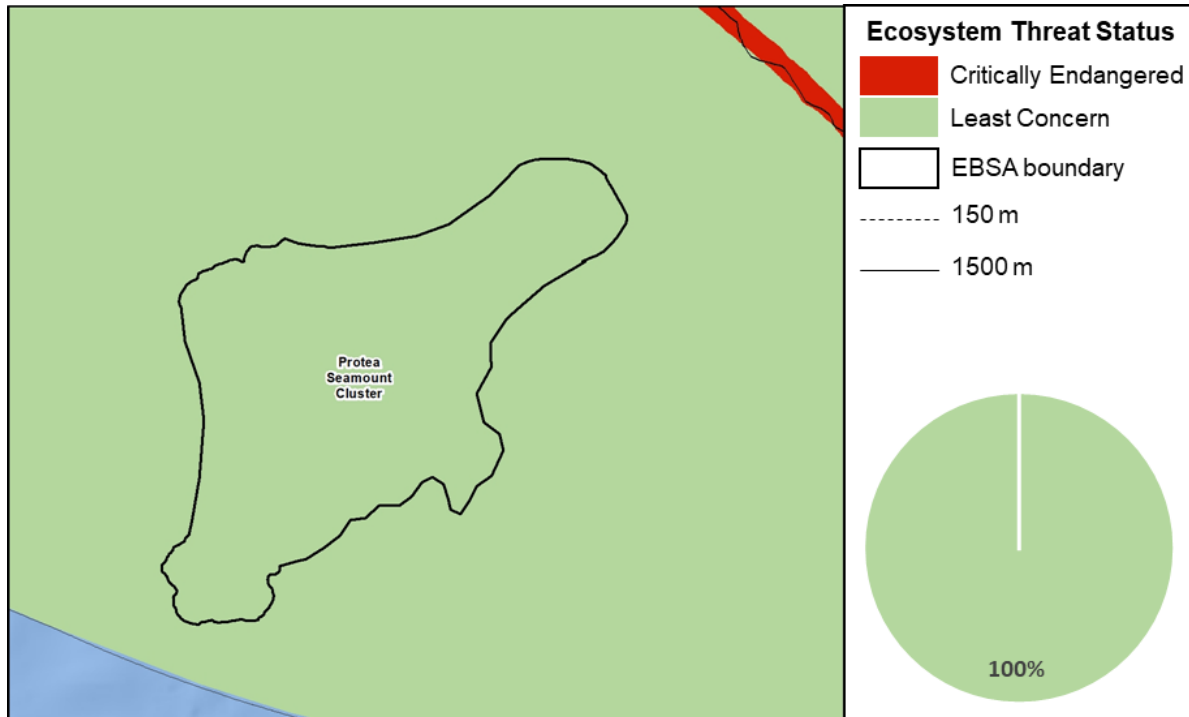 Protea
Seamount
Cluster
Ecosystem Threat Status
Critically Endangered
Least Concern
EBSA boundary
150 m
1500 m
100%